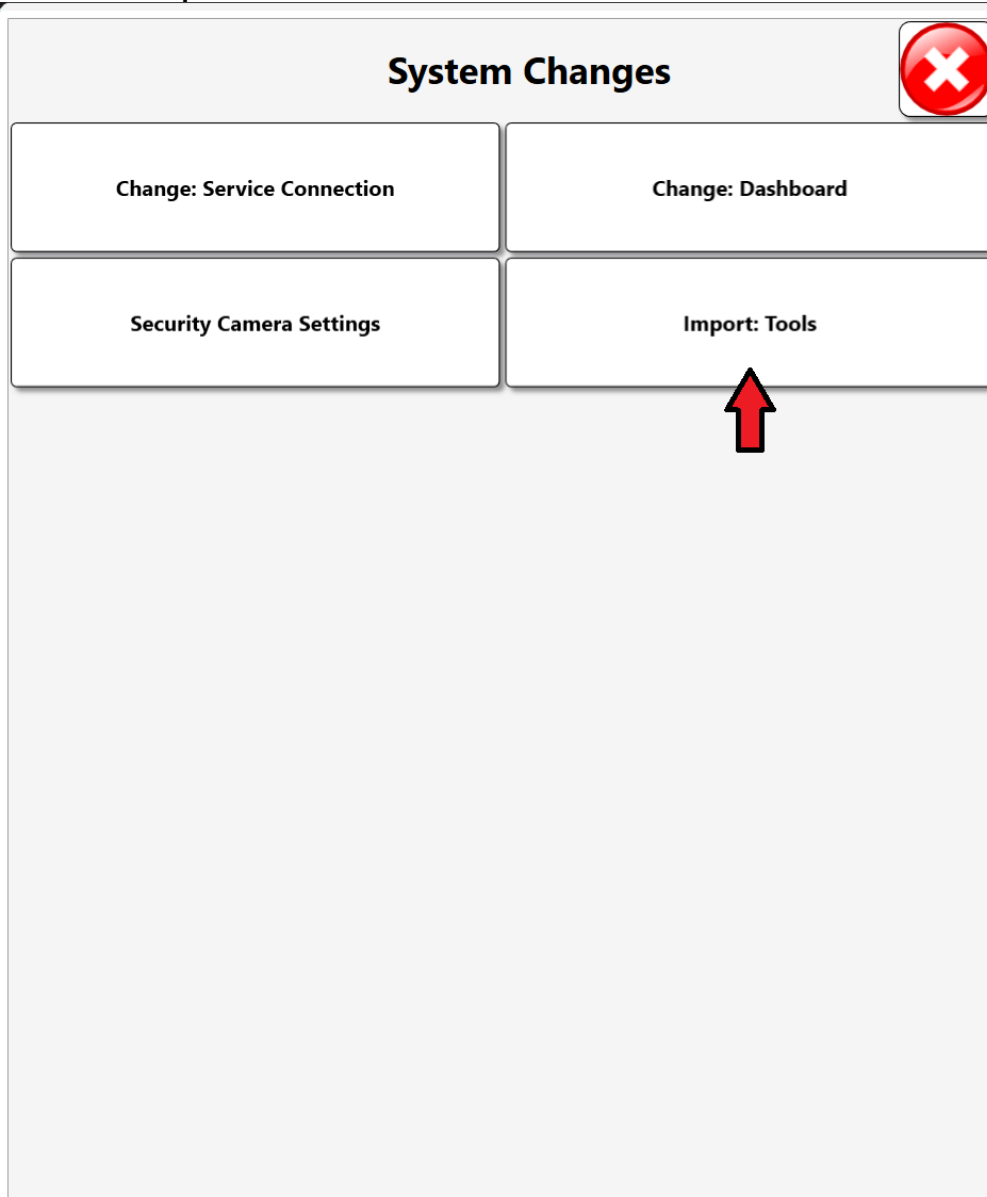 System Changes
Change: Service Connection
Change: Dashboard
Security Camera Settings
Import: Tools